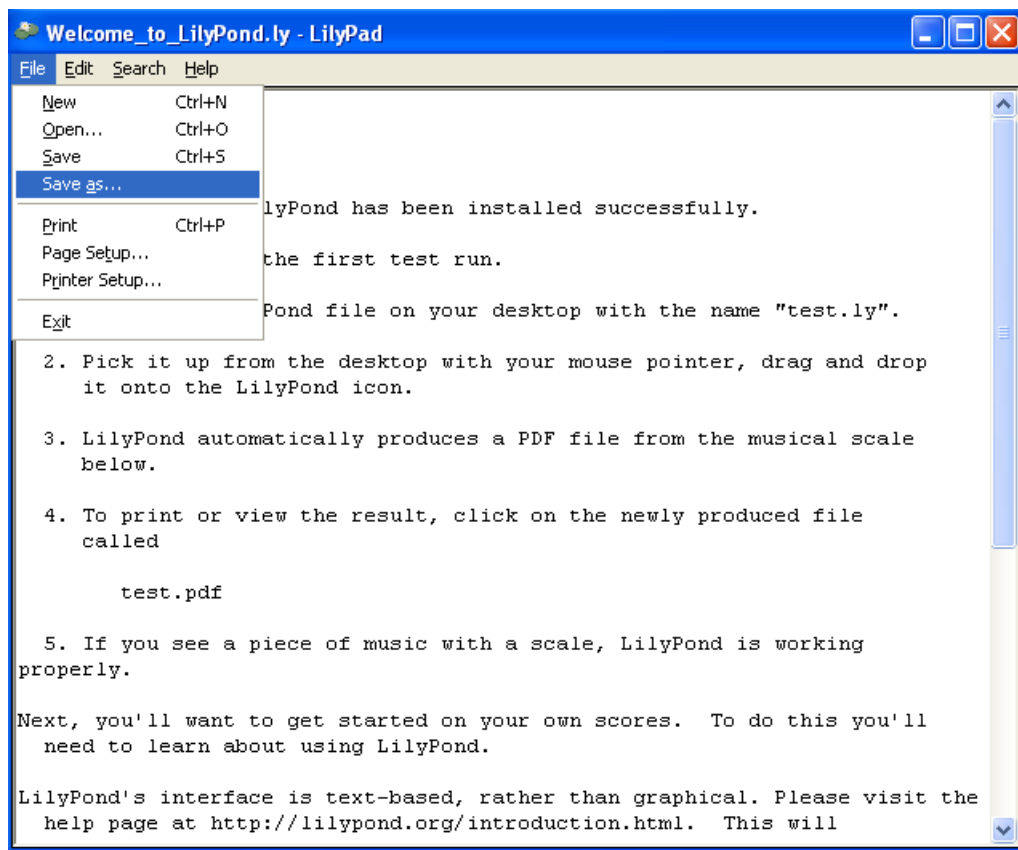 Welcome_to_LilyPond.ly - LilyPad
File Edit Search Help
New Ctrl+N
Open... Ctrl+O
Save Ctrl+S
Save as...
Print Ctrl+P
Page Setup...
Printer Setup...
Exit
lyPond has been installed successfully.
the first test run.
Pond file on your desktop with the name "test.ly".
2. Pick it up from the desktop with your mouse pointer, drag and drop
it onto the LilyPond icon.
3. LilyPond automatically produces a PDF file from the musical scale
below.
4. To print or view the result, click on the newly produced file
called
test.pdf
5. If you see a piece of music with a scale, LilyPond is working
properly.
Next, you'll want to get started on your own scores. To do this you'll
need to learn about using LilyPond.
LilyPond's interface is text-based, rather than graphical. Please visit the
help page at http://lilypond.org/introduction.html. This will